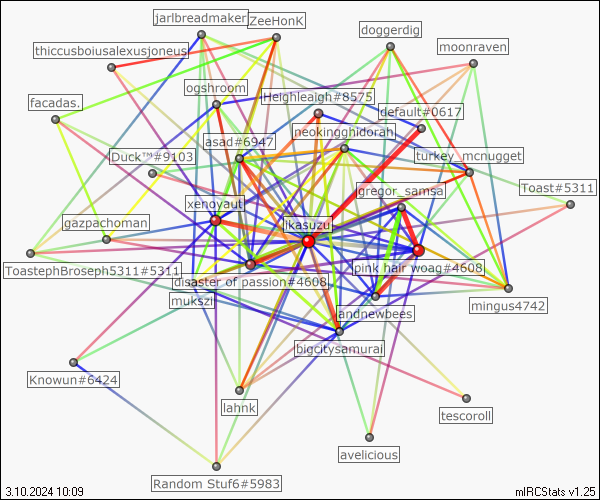 jarlbreadmaker
ZeeHonK
doggerdig
thiccusboiusalexusjoneus
moonraven
ogshroom
Heighleaigh#8575
facadas.
default#0617
neokingghidorah
asad#6947
Duck™#9103
turkey_mcnugget
Toast#5311
gregor_samsa
xenoyaut
gazpachoman
ikasuzu
ToastephBroseph5311#5311
pink hair woag#4608
disaster of passion#4608
mukszi
mingus4742
andnewbees
bigcitysamurai
Knowun#6424
lahnk
tescoroll
avelicious
Random Stuf6#5983
3.10.2024 10:09
mIRCStats v1.25